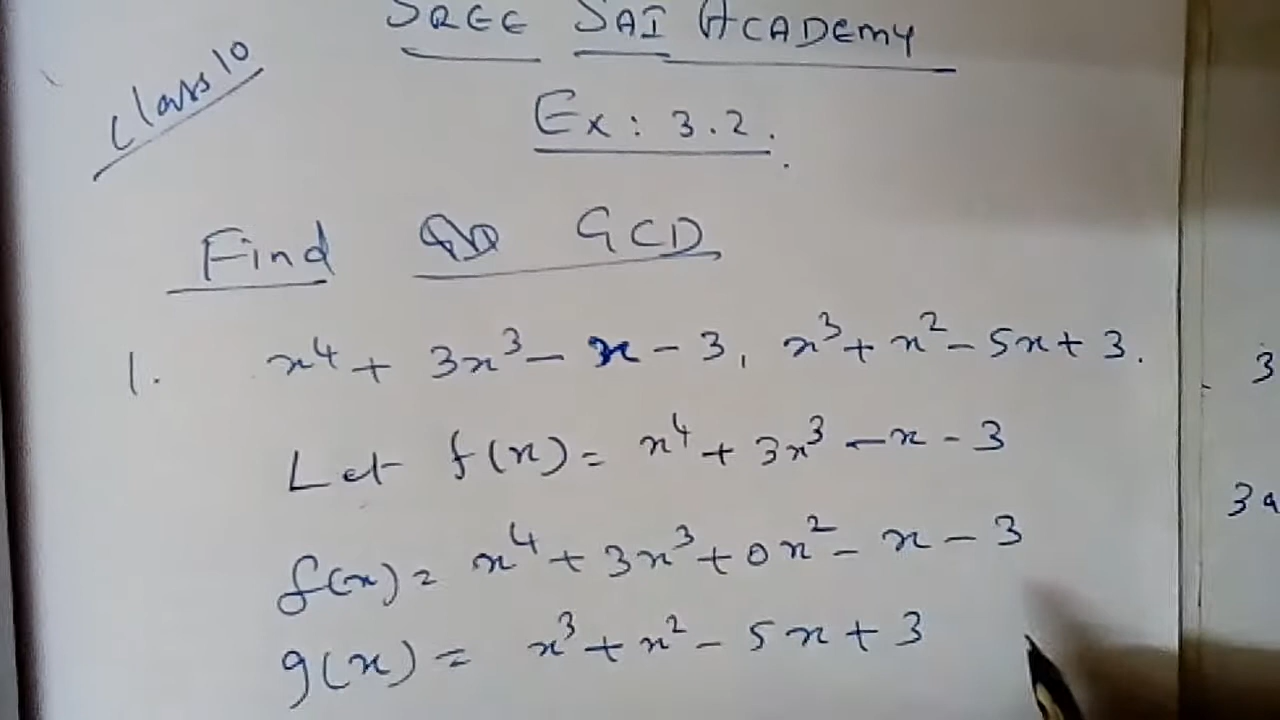 SREE SAI ACADEMY
Class 10
Ex: 3.2.
Find GCD
1. x⁴ + 3x³ - x - 3, x³ + x² - 5x + 3.
Let f(x) = x⁴ + 3x³ - x - 3
f(x) = x⁴ + 3x³ + 0x² - x - 3
g(x) = x³ + x² - 5x + 3
3